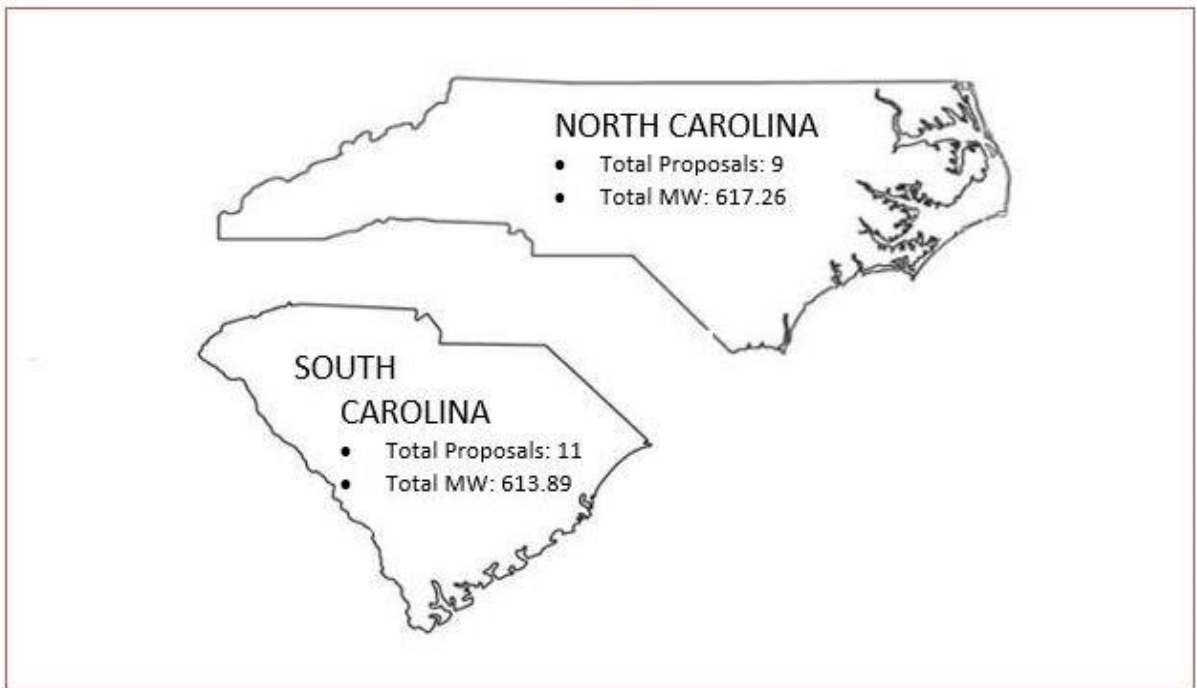 NORTH CAROLINA
• Total Proposals: 9
• Total MW: 617.26
SOUTH
CAROLINA
• Total Proposals: 11
• Total MW: 613.89